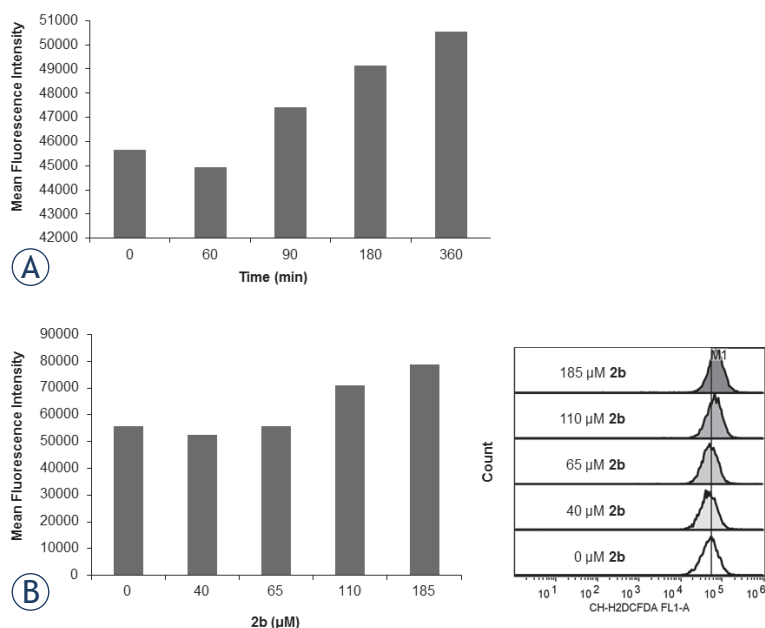 Mean Fluorescence Intensity
51000
50000
49000
48000
47000
46000
45000
44000
43000
42000
0 60 90 180 360
Time (min)
A
Mean Fluorescence Intensity
90000
80000
70000
60000
50000
40000
30000
20000
10000
0
0 40 65 110 185
2b (µM)
B
Count
M1
185 µM 2b
110 µM 2b
65 µM 2b
40 µM 2b
0 µM 2b
10¹ 10² 10³ 10⁴ 10⁵ 10⁶
CH-H2DCFDA FL1-A